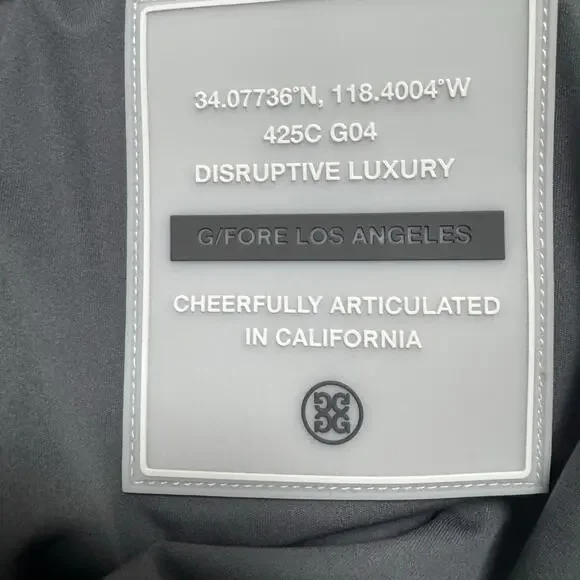 34.07736°N, 118.4004°W
425C G04
DISRUPTIVE LUXURY
G/FORE LOS ANGELES
CHEERFULLY ARTICULATED
IN CALIFORNIA